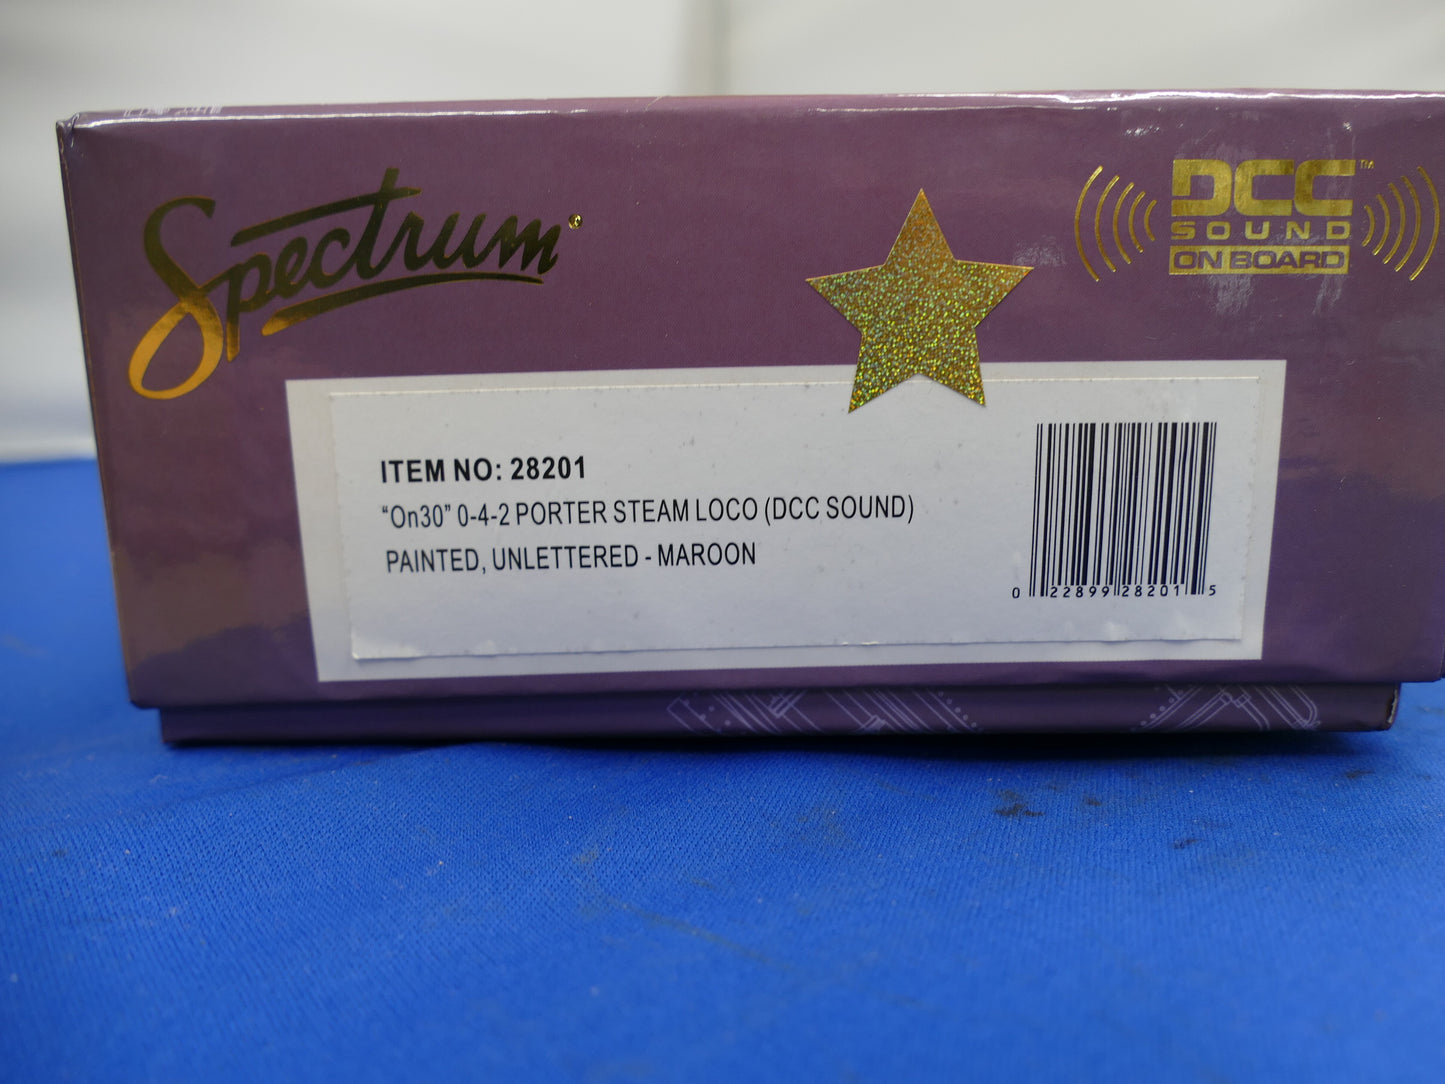 Spectrum
DCC™
SOUND
ON BOARD
ITEM NO: 28201
“On30” 0-4-2 PORTER STEAM LOCO (DCC SOUND)
PAINTED, UNLETTERED - MAROON
0 22899 28201 5